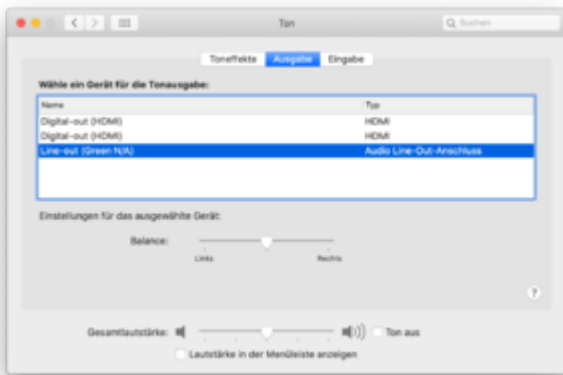 Ton
Suchen
Toneffekte Ausgabe Eingabe
Wähle ein Gerät für die Tonausgabe:
Name Typ
Digital-out (HDMI) HDMI
Digital-out (HDMI) HDMI
Line-out (Green N/A) Audio Line-Out-Anschluss
Einstellungen für das ausgewählte Gerät:
Balance:
Links Rechts
?
Gesamtlautstärke: Ton aus
Lautstärke in der Menüleiste anzeigen